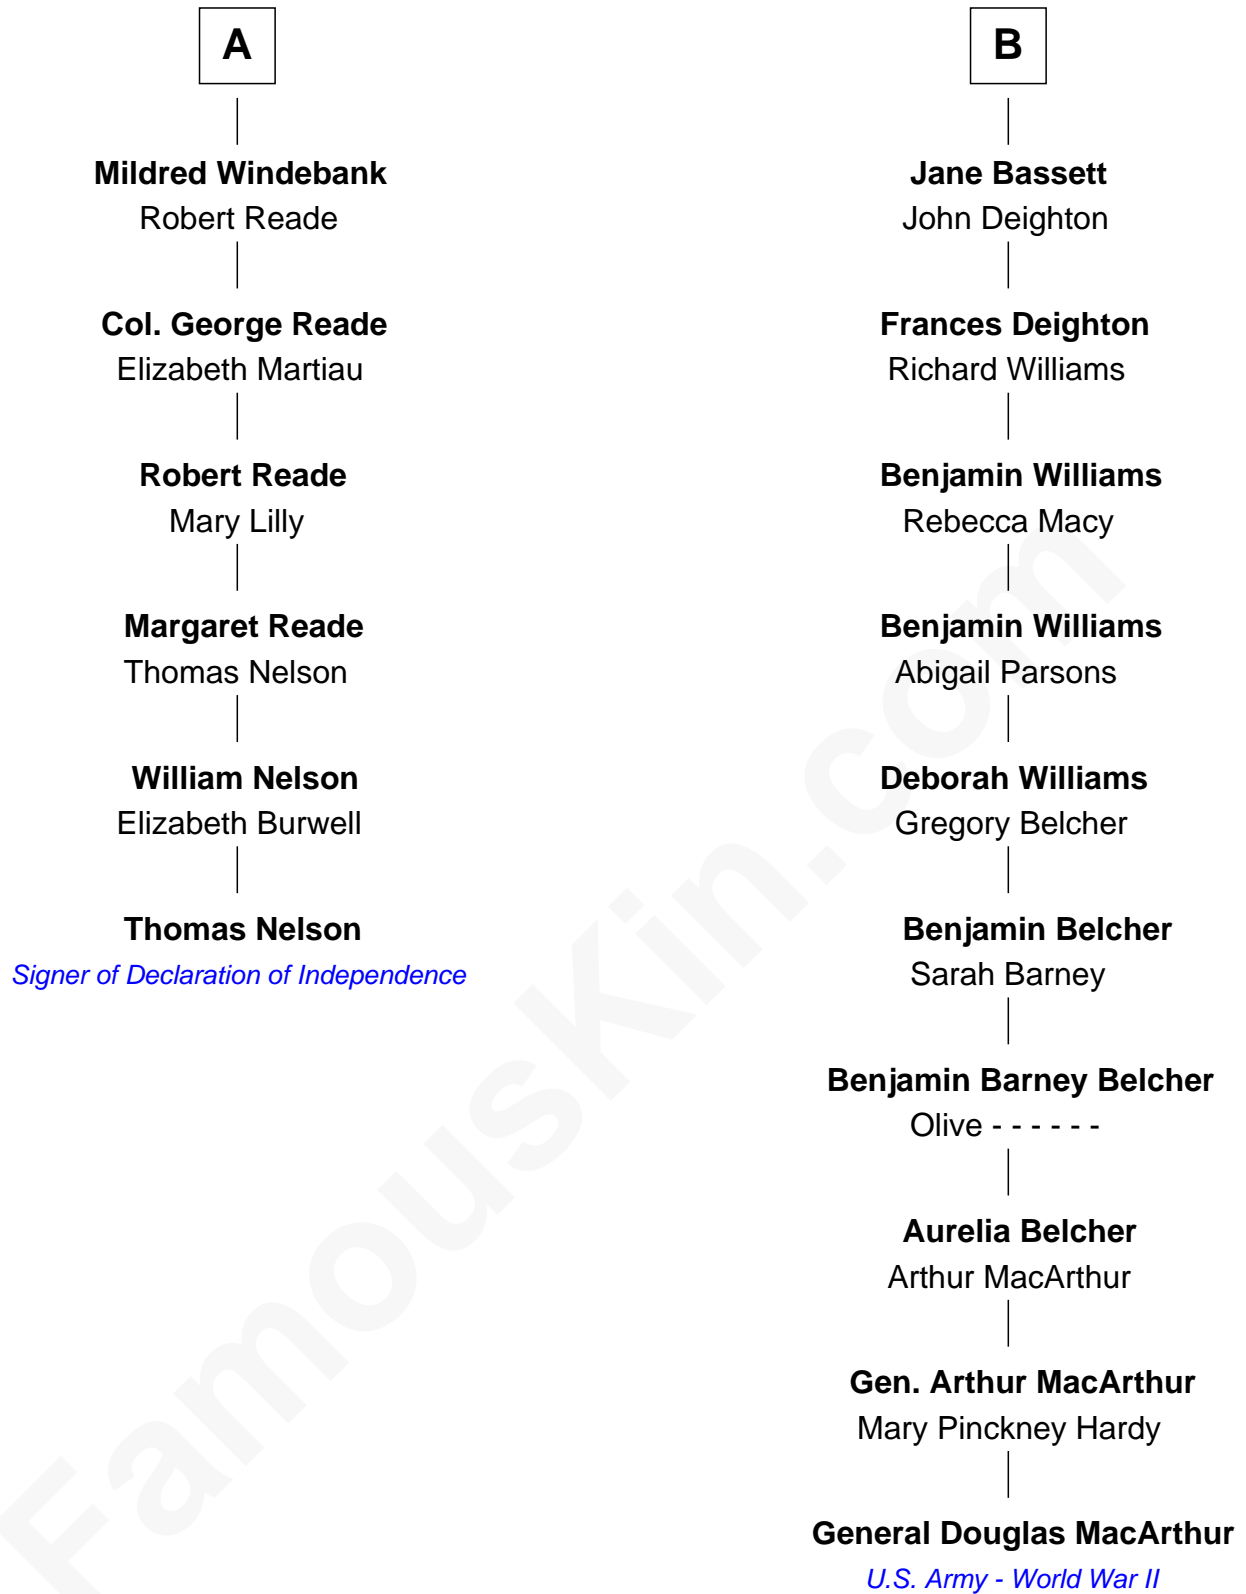 A
Mildred Windebank
Robert Reade
Col. George Reade
Elizabeth Martiau
Robert Reade
Mary Lilly
Margaret Reade
Thomas Nelson
William Nelson
Elizabeth Burwell
Thomas Nelson
Signer of Declaration of Independence
B
Jane Bassett
John Deighton
Frances Deighton
Richard Williams
Benjamin Williams
Rebecca Macy
Benjamin Williams
Abigail Parsons
Deborah Williams
Gregory Belcher
Benjamin Belcher
Sarah Barney
Benjamin Barney Belcher
Olive - - - - - -
Aurelia Belcher
Arthur MacArthur
Gen. Arthur MacArthur
Mary Pinckney Hardy
General Douglas MacArthur
U.S. Army - World War II
FamousKin.com